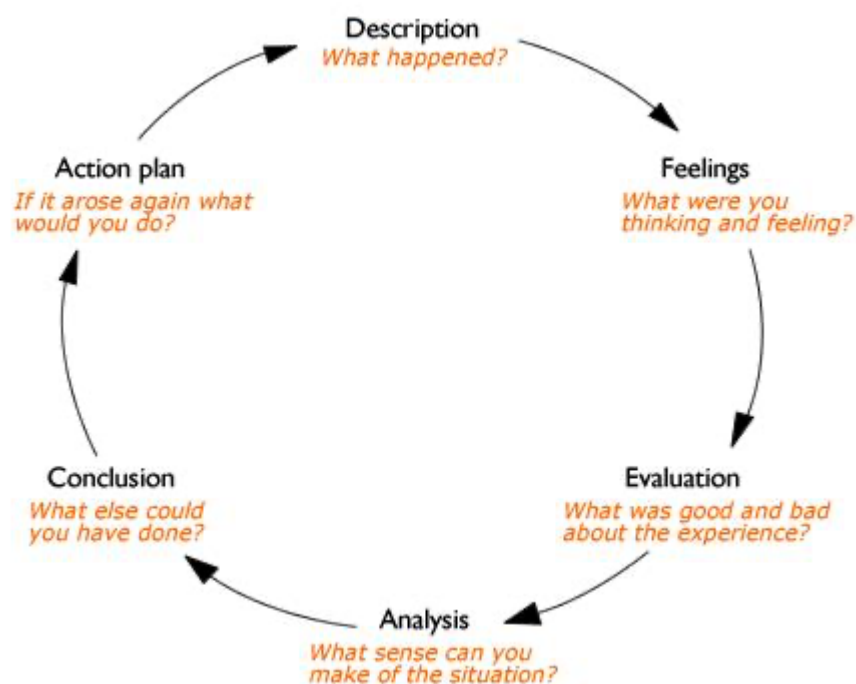 Description
What happened?
Feelings
What were you
thinking and feeling?
Evaluation
What was good and bad
about the experience?
Analysis
What sense can you
make of the situation?
Conclusion
What else could
you have done?
Action plan
If it arose again what
would you do?